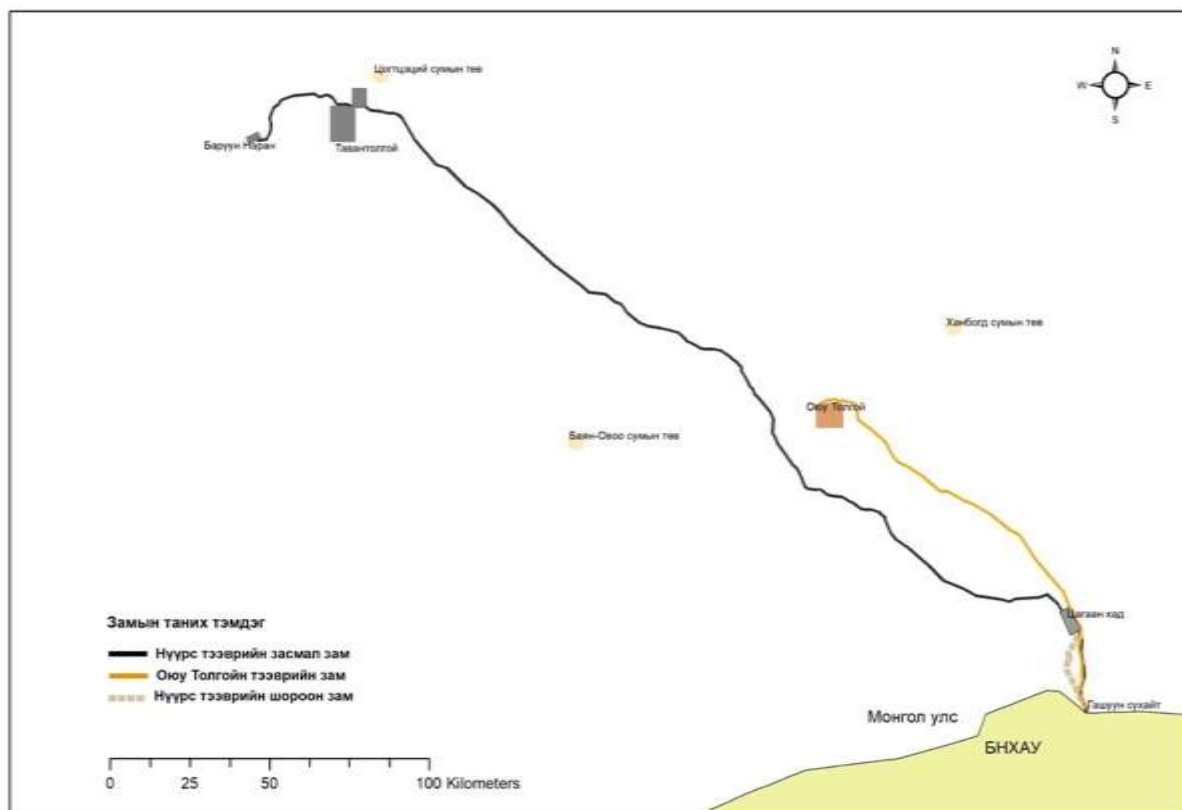 N
W E
S
Цогтцэций сумын төв
Баруун Наран
Тавантолгой
Ханбогд сумын төв
Оюу Толгой
Баян-Овоо сумын төв
Цагаан хад
Замын таних тэмдэг
Нүүрс тээврийн засмал зам
Оюу Толгойн тээврийн зам
Нүүрс тээврийн шороон зам
Гашуун сухайт
Монгол улс
БНХАУ
0 25 50 100 Kilometers